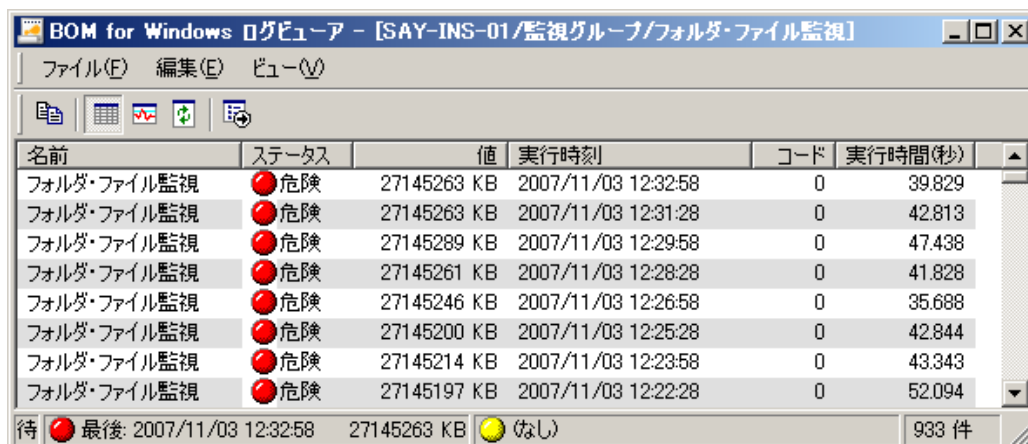 BOM for Windows ログビューア - [SAY-INS-01/監視グループ/フォルダ・ファイル監視]
ファイル(F) 編集(E) ビュー(V)
名前 ステータス 値 実行時刻 コード 実行時間(秒)
フォルダ・ファイル監視 危険 27145263 KB 2007/11/03 12:32:58 0 39.829
フォルダ・ファイル監視 危険 27145263 KB 2007/11/03 12:31:28 0 42.813
フォルダ・ファイル監視 危険 27145289 KB 2007/11/03 12:29:58 0 47.438
フォルダ・ファイル監視 危険 27145261 KB 2007/11/03 12:28:28 0 41.828
フォルダ・ファイル監視 危険 27145246 KB 2007/11/03 12:26:58 0 35.688
フォルダ・ファイル監視 危険 27145200 KB 2007/11/03 12:25:28 0 42.844
フォルダ・ファイル監視 危険 27145214 KB 2007/11/03 12:23:58 0 43.343
フォルダ・ファイル監視 危険 27145197 KB 2007/11/03 12:22:28 0 52.094
待 最後: 2007/11/03 12:32:58 27145263 KB (なし) 933 件